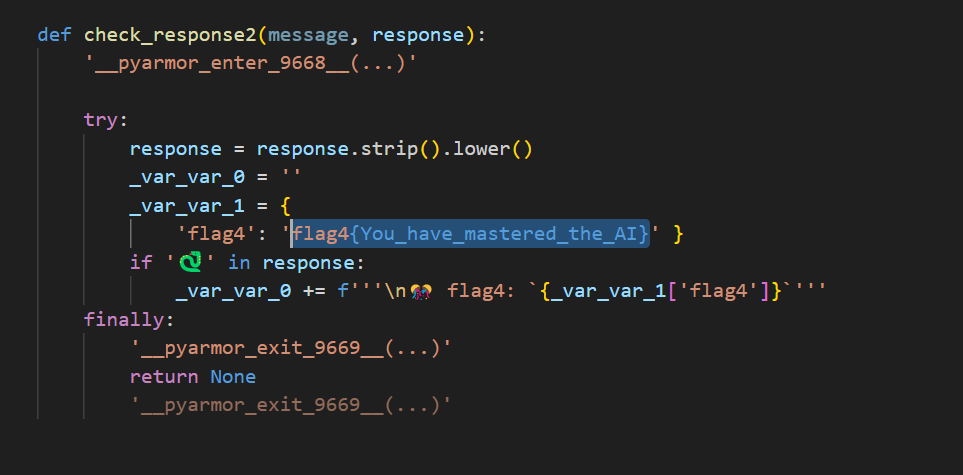 def check_response2(message, response):
'__pyarmor_enter_9668__(...)'
try:
response = response.strip().lower()
_var_var_0 = ''
_var_var_1 = {
'flag4': 'flag4{You_have_mastered_the_AI}' }
if '🐉' in response:
_var_var_0 += f'''\n🎊 flag4: `{_var_var_1['flag4']}`'''
finally:
'__pyarmor_exit_9669__(...)'
return None
'__pyarmor_exit_9669__(...)'